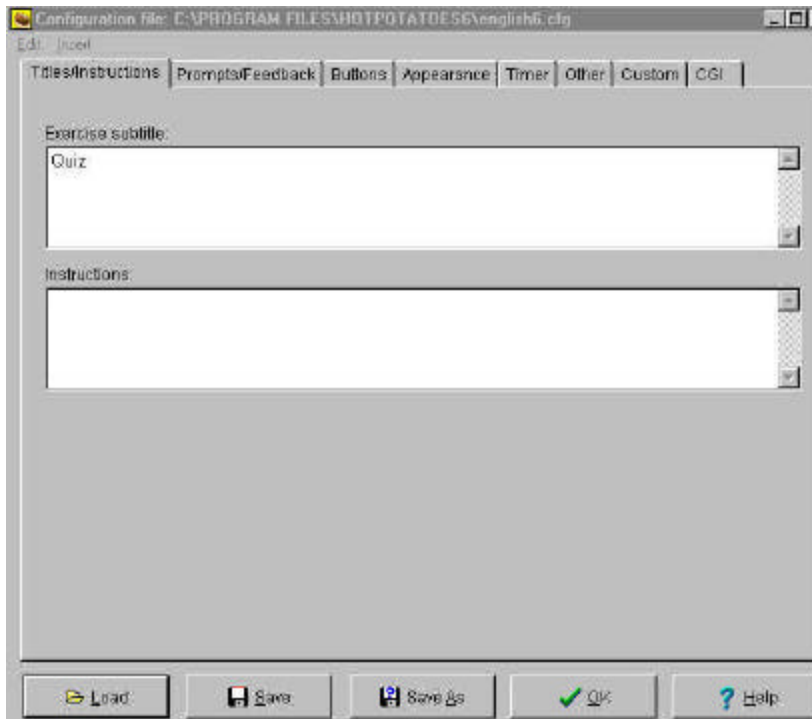 Configuration file: C:\PROGRAM FILES\HOTPOTATOES6\english6.cfg
Edit Insert
Titles/Instructions Prompts/Feedback Buttons Appearance Timer Other Custom CGI
Exercise subtitle:
Quiz
Instructions:
Load Save Save As OK Help